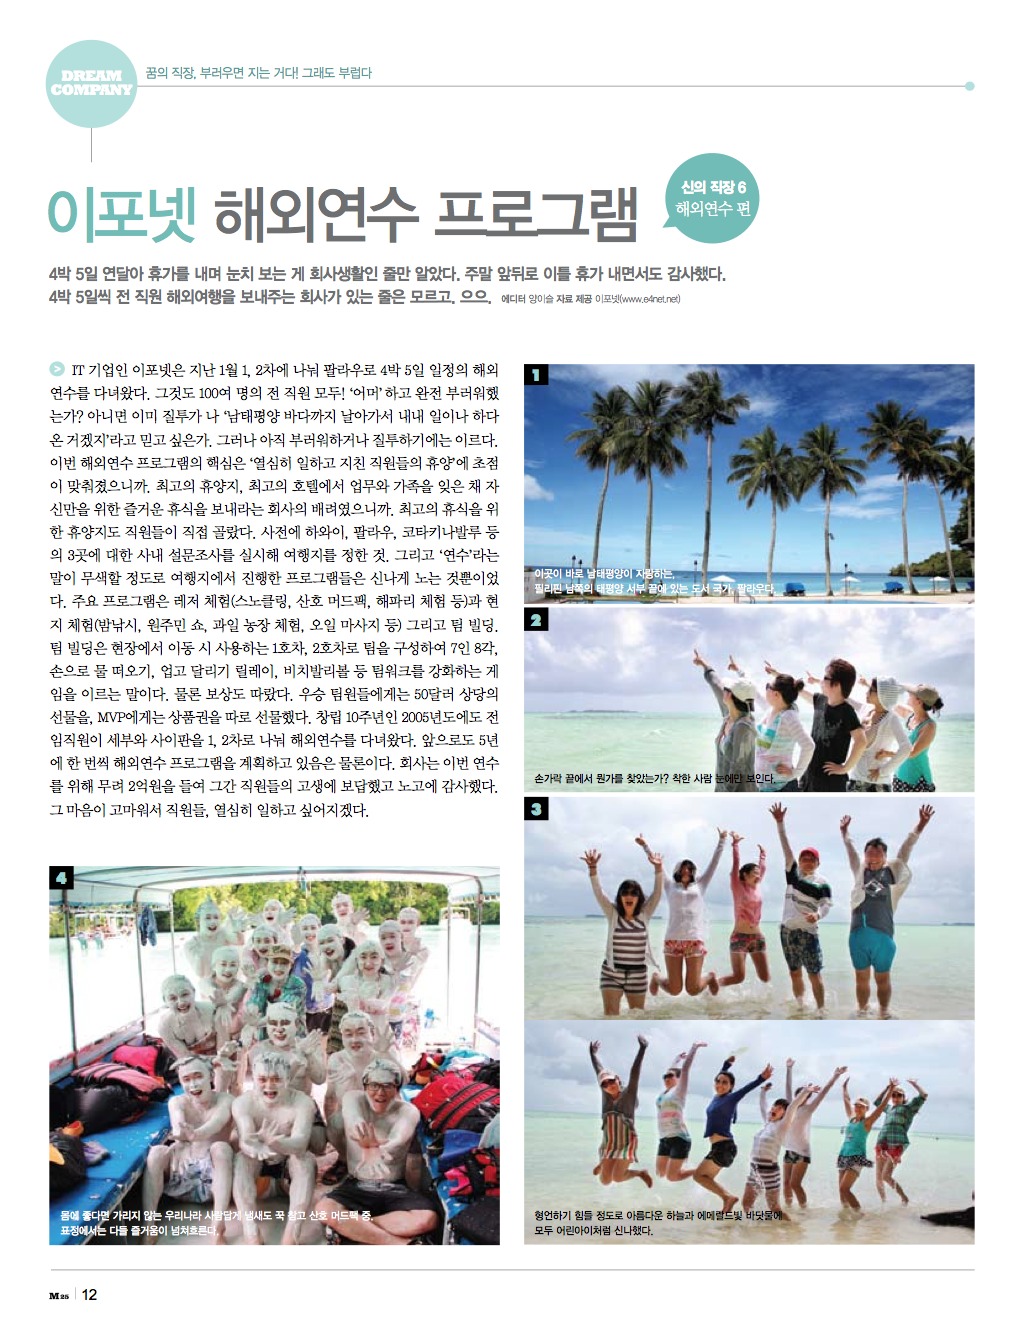 DREAM
COMPANY
꿈의 직장, 부러우면 지는 거다! 그래도 부럽다
이포넷 해외연수 프로그램
신의 직장 6
해외연수 편
4박 5일 연달아 휴가를 내며 눈치 보는 게 회사생활인 줄만 알았다. 주말 앞뒤로 이틀 휴가 내면서도 감사했다.
4박 5일씩 전 직원 해외여행을 보내주는 회사가 있는 줄은 모르고. 으으. 에디터 양이슬 자료 제공 이포넷(www.e4net.net)
IT 기업인 이포넷은 지난 1월 1, 2차에 나눠 팔라우로 4박 5일 일정의 해외
연수를 다녀왔다. 그것도 100여 명의 전 직원 모두! ‘어머’ 하고 완전 부러워했
는가? 아니면 이미 질투가 나 ‘남태평양 바다까지 날아가서 내내 일이나 하다
온 거겠지’라고 믿고 싶은가. 그러나 아직 부러워하거나 질투하기에는 이르다.
이번 해외연수 프로그램의 핵심은 ‘열심히 일하고 지친 직원들의 휴양’에 초점
이 맞춰졌으니까. 최고의 휴양지, 최고의 호텔에서 업무와 가족을 잊은 채 자
신만을 위한 즐거운 휴식을 보내라는 회사의 배려였으니까. 최고의 휴식을 위
한 휴양지도 직원들이 직접 골랐다. 사전에 하와이, 팔라우, 코타키나발루 등
의 3곳에 대한 사내 설문조사를 실시해 여행지를 정한 것. 그리고 ‘연수’라는
말이 무색할 정도로 여행지에서 진행한 프로그램들은 신나게 노는 것뿐이었
다. 주요 프로그램은 레저 체험(스노클링, 산호 머드팩, 해파리 체험 등)과 현
지 체험(밤낚시, 원주민 쇼, 과일 농장 체험, 오일 마사지 등) 그리고 팀 빌딩.
팀 빌딩은 현장에서 이동 시 사용하는 1호차, 2호차로 팀을 구성하여 7인 8각,
손으로 물 떠오기, 업고 달리기 릴레이, 비치발리볼 등 팀워크를 강화하는 게
임을 이르는 말이다. 물론 보상도 따랐다. 우승 팀원들에게는 50달러 상당의
선물을, MVP에게는 상품권을 따로 선물했다. 창립 10주년인 2005년도에도 전
임직원이 세부와 사이판을 1, 2차로 나눠 해외연수를 다녀왔다. 앞으로도 5년
에 한 번씩 해외연수 프로그램을 계획하고 있음은 물론이다. 회사는 이번 연수
를 위해 무려 2억원을 들여 그간 직원들의 고생에 보답했고 노고에 감사했다.
그 마음이 고마워서 직원들, 열심히 일하고 싶어지겠다.
1
이곳이 바로 남태평양이 자랑하는,
필리핀 남쪽의 태평양 서부 끝에 있는 도서 국가, 팔라우다.
2
손가락 끝에서 뭔가를 찾았는가? 착한 사람 눈에만 보인다.
3
형언하기 힘들 정도로 아름다운 하늘과 에메랄드빛 바닷물에
모두 어린아이처럼 신나했다.
4
몸에 좋다면 가리지 않는 우리나라 사람답게 냄새도 꾹 참고 산호 머드팩 중.
표정에서는 다들 즐거움이 넘쳐흐른다.
M25 12